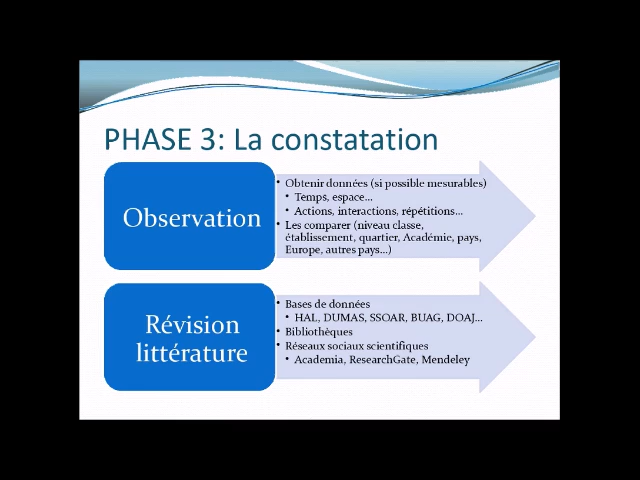 PHASE 3: La constatation
Observation
• Obtenir données (si possible mesurables)
• Temps, espace...
• Actions, interactions, répétitions...
• Les comparer (niveau classe,
établissement, quartier, Académie, pays,
Europe, autres pays...)
Révision
littérature
• Bases de données
• HAL, DUMAS, SSOAR, BUAG, DOAJ...
• Bibliothèques
• Réseaux sociaux scientifiques
• Academia, ResearchGate, Mendeley